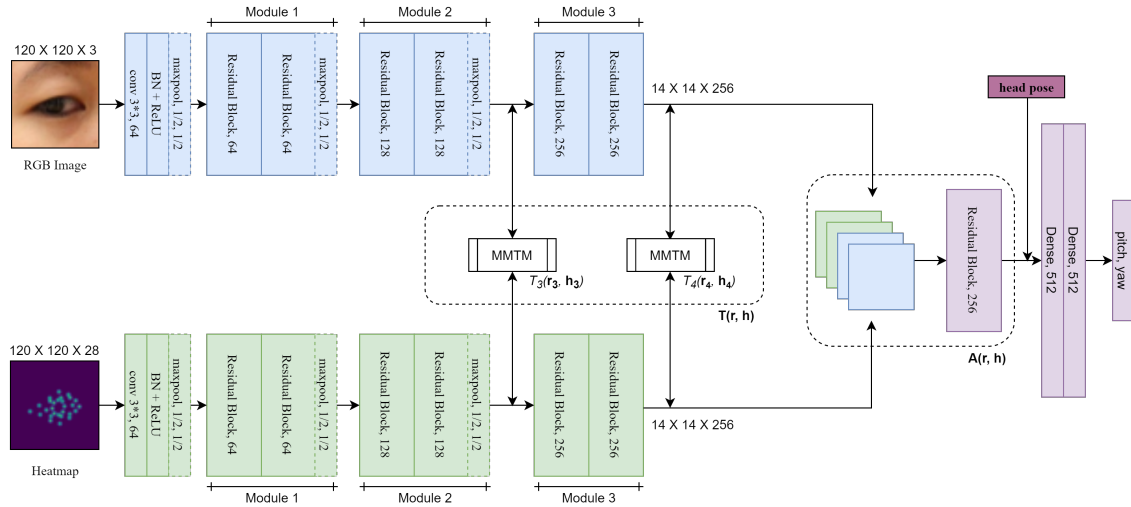 Module 1
Module 2
Module 3
120 X 120 X 3
conv 3*3, 64
BN + ReLU
maxpool, 1/2, 1/2
Residual Block, 64
Residual Block, 64
maxpool, 1/2, 1/2
Residual Block, 128
Residual Block, 128
maxpool, 1/2, 1/2
Residual Block, 256
Residual Block, 256
14 X 14 X 256
RGB Image
head pose
MMTM
T3(r3, h3)
MMTM
T4(r4, h4)
T(r, h)
Residual Block, 256
A(r, h)
Dense, 512
Dense, 512
pitch, yaw
120 X 120 X 28
conv 3*3, 64
BN + ReLU
maxpool, 1/2, 1/2
Residual Block, 64
Residual Block, 64
maxpool, 1/2, 1/2
Residual Block, 128
Residual Block, 128
maxpool, 1/2, 1/2
Residual Block, 256
Residual Block, 256
14 X 14 X 256
Heatmap
Module 1
Module 2
Module 3